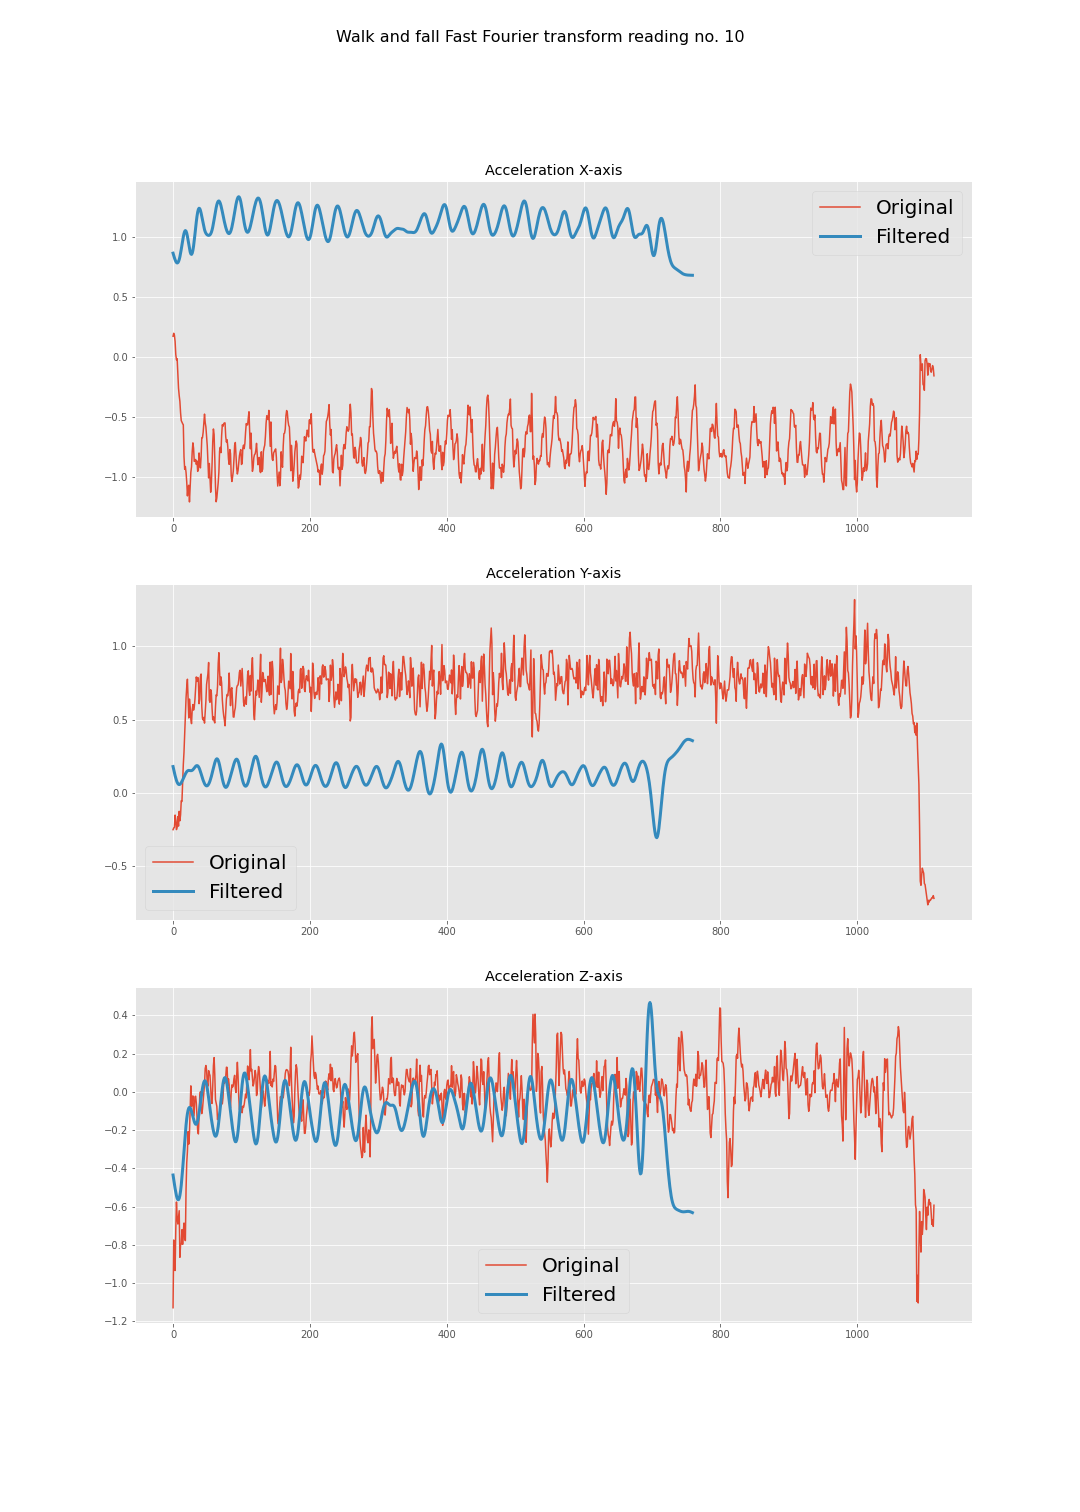 Walk and fall Fast Fourier transform reading no. 10
Acceleration X-axis
Original
Filtered
1.0
0.5
0.0
−0.5
−1.0
0 200 400 600 800 1000
Acceleration Y-axis
1.0
0.5
0.0
−0.5
Original
Filtered
0 200 400 600 800 1000
Acceleration Z-axis
0.4
0.2
0.0
−0.2
−0.4
−0.6
−0.8
−1.0
−1.2
Original
Filtered
0 200 400 600 800 1000